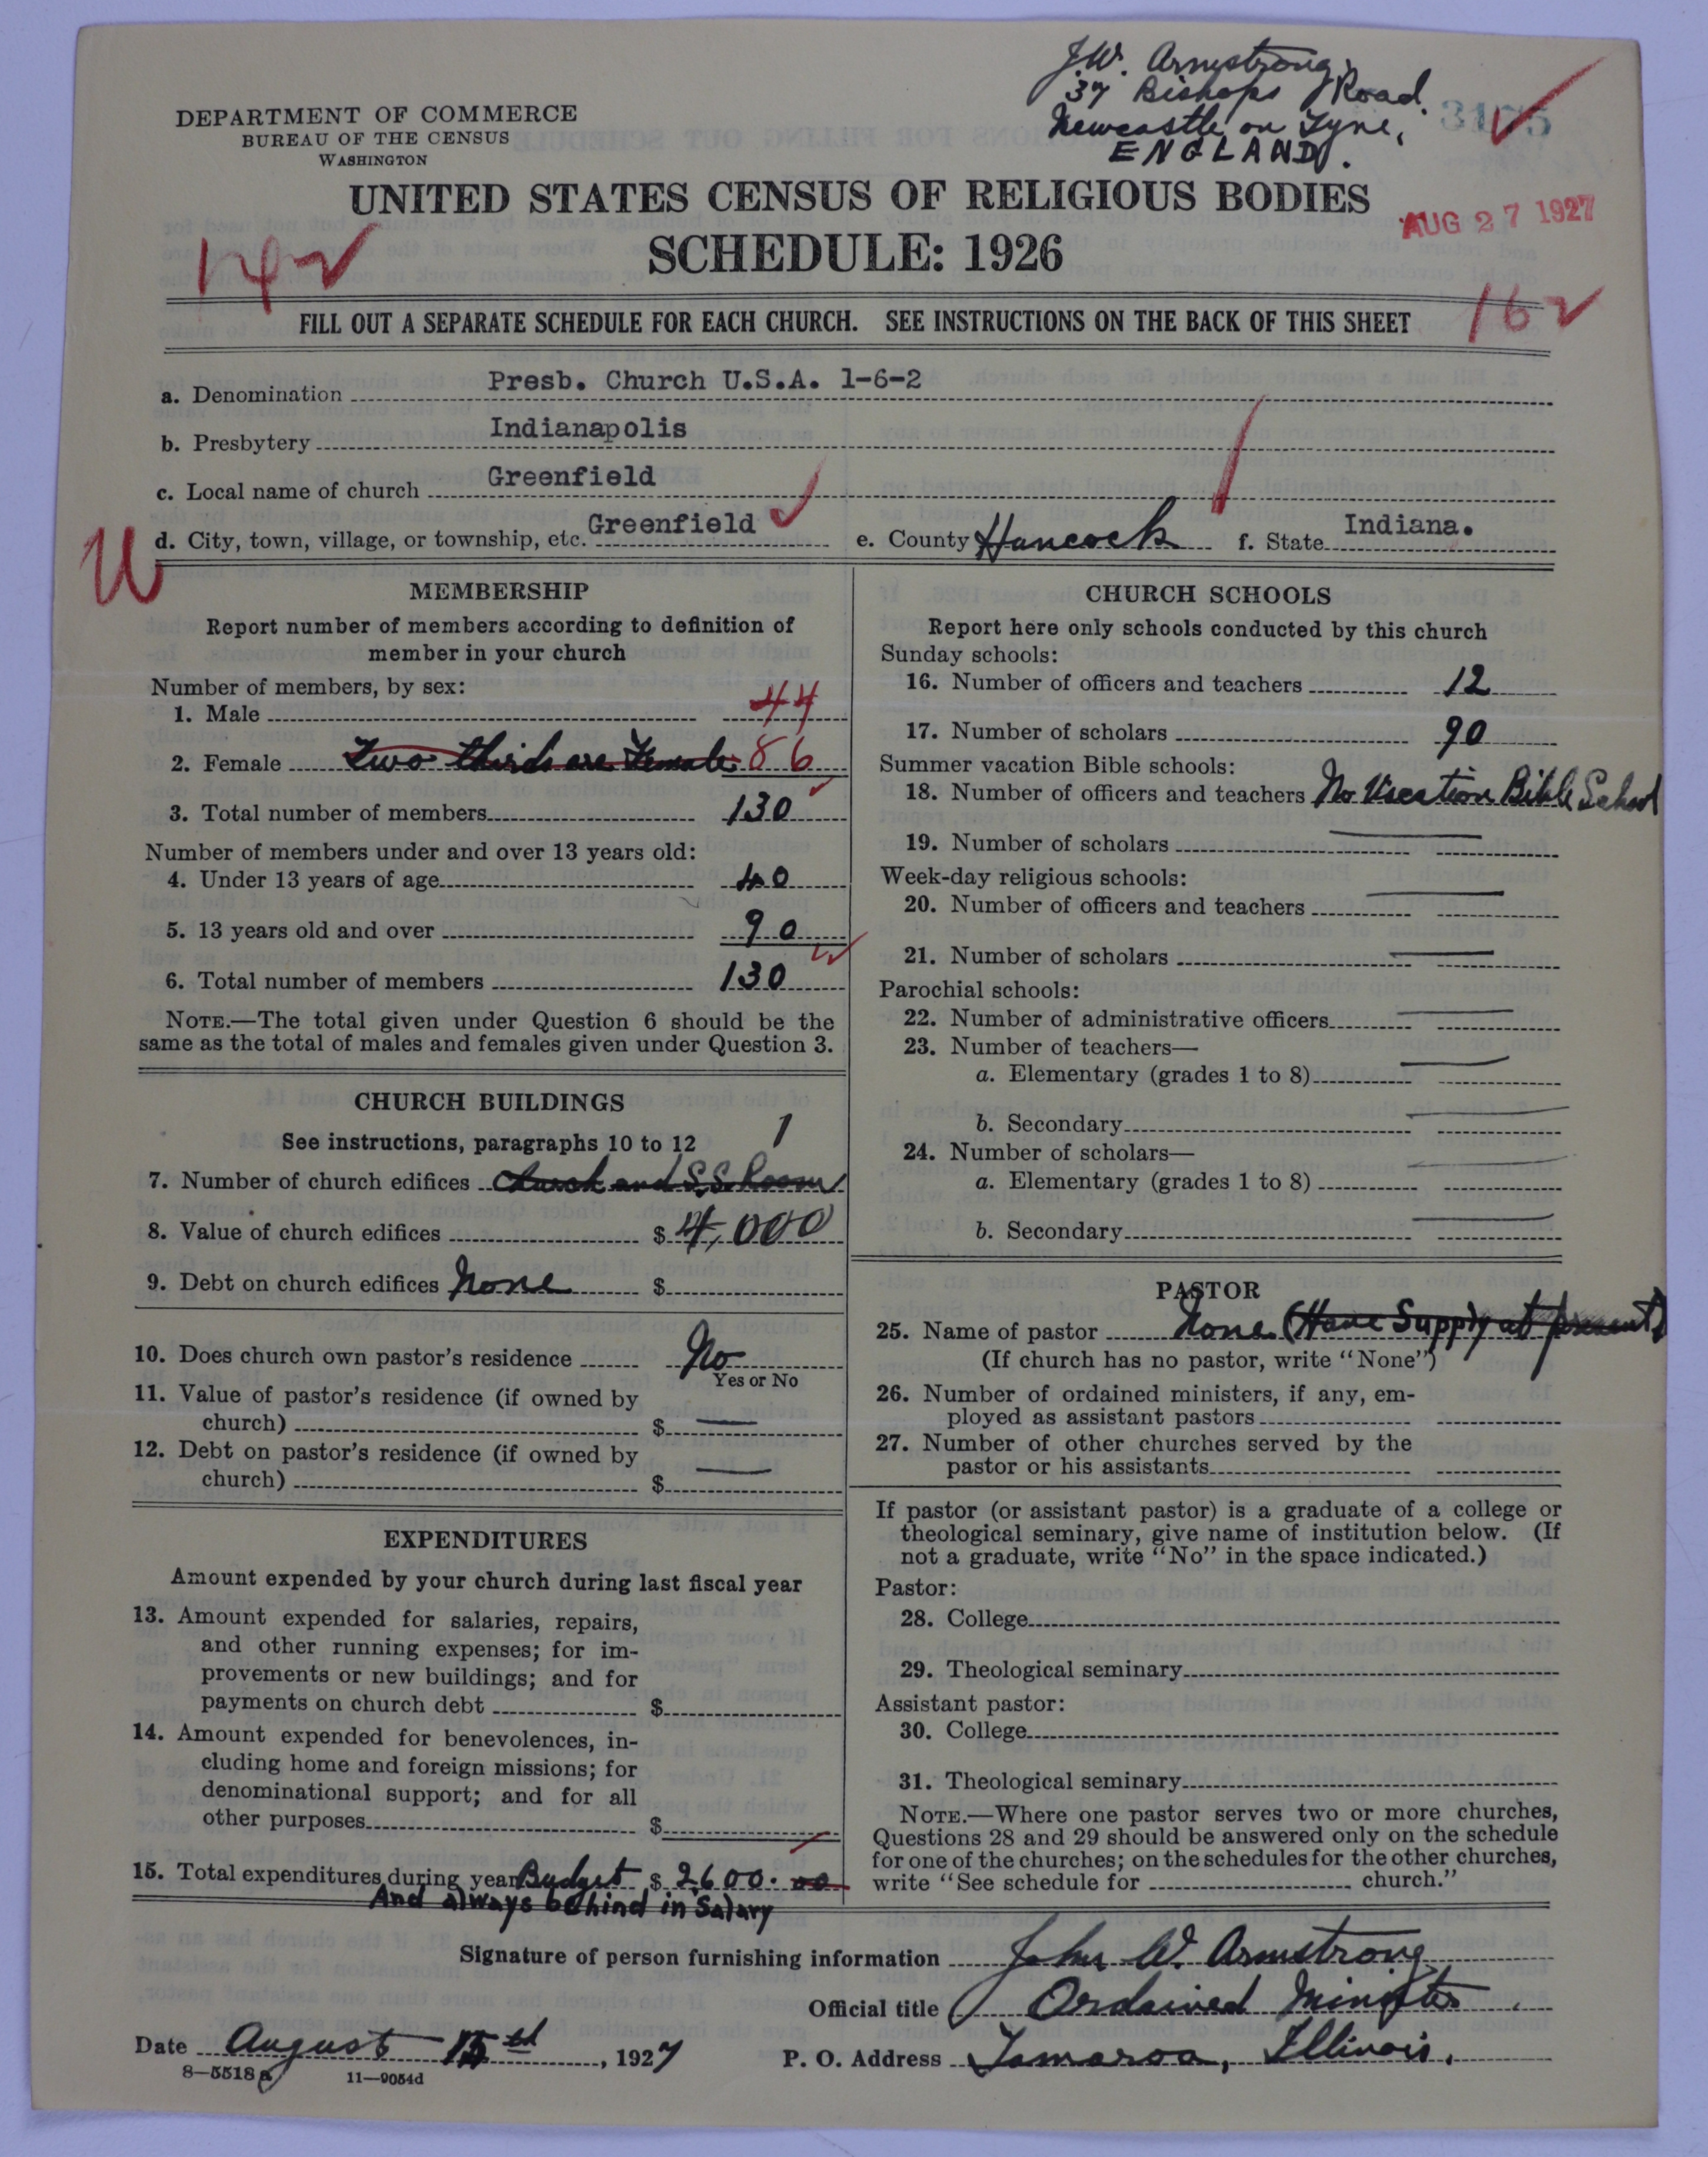 J.W. Armstrong.
37 Bishops Road.
Newcastle on Tyne,
ENGLAND.
3175
DEPARTMENT OF COMMERCE
BUREAU OF THE CENSUS
WASHINGTON
UNITED STATES CENSUS OF RELIGIOUS BODIES
SCHEDULE: 1926
AUG 27 1927
142
162
FILL OUT A SEPARATE SCHEDULE FOR EACH CHURCH. SEE INSTRUCTIONS ON THE BACK OF THIS SHEET
a. Denomination Presb. Church U.S.A. 1-6-2
b. Presbytery Indianapolis
c. Local name of church Greenfield
d. City, town, village, or township, etc. Greenfield e. County Hancock f. State Indiana.
MEMBERSHIP
Report number of members according to definition of
member in your church
Number of members, by sex:
1. Male 44
2. Female Two thirds are Female 86
3. Total number of members 130
Number of members under and over 13 years old:
4. Under 13 years of age 40
5. 13 years old and over 90
6. Total number of members 130
NOTE.—The total given under Question 6 should be the
same as the total of males and females given under Question 3.
CHURCH BUILDINGS
See instructions, paragraphs 10 to 12 1
7. Number of church edifices Church and S.S. Room
8. Value of church edifices $ 4,000
9. Debt on church edifices None $
10. Does church own pastor's residence No
Yes or No
11. Value of pastor's residence (if owned by
church) $ —
12. Debt on pastor's residence (if owned by
church) $ —
EXPENDITURES
Amount expended by your church during last fiscal year
13. Amount expended for salaries, repairs,
and other running expenses; for im-
provements or new buildings; and for
payments on church debt $
14. Amount expended for benevolences, in-
cluding home and foreign missions; for
denominational support; and for all
other purposes $
15. Total expenditures during year Budget $ 2600.00
And always behind in Salary
CHURCH SCHOOLS
Report here only schools conducted by this church
Sunday schools:
16. Number of officers and teachers 12
17. Number of scholars 90
Summer vacation Bible schools:
18. Number of officers and teachers No Vacation Bible School
19. Number of scholars —
Week-day religious schools:
20. Number of officers and teachers —
21. Number of scholars —
Parochial schools:
22. Number of administrative officers —
23. Number of teachers—
a. Elementary (grades 1 to 8) —
b. Secondary —
24. Number of scholars—
a. Elementary (grades 1 to 8) —
b. Secondary —
PASTOR
25. Name of pastor None (Have Supply at present)
(If church has no pastor, write "None")
26. Number of ordained ministers, if any, em-
ployed as assistant pastors
27. Number of other churches served by the
pastor or his assistants
If pastor (or assistant pastor) is a graduate of a college or
theological seminary, give name of institution below. (If
not a graduate, write "No" in the space indicated.)
Pastor:
28. College
29. Theological seminary
Assistant pastor:
30. College
31. Theological seminary
NOTE.—Where one pastor serves two or more churches,
Questions 28 and 29 should be answered only on the schedule
for one of the churches; on the schedules for the other churches,
write "See schedule for church."
Signature of person furnishing information John W. Armstrong
Official title Ordained Minister
Date August 15th, 1927 P. O. Address Tamaroa, Illinois.
8—5518a 11—9054d